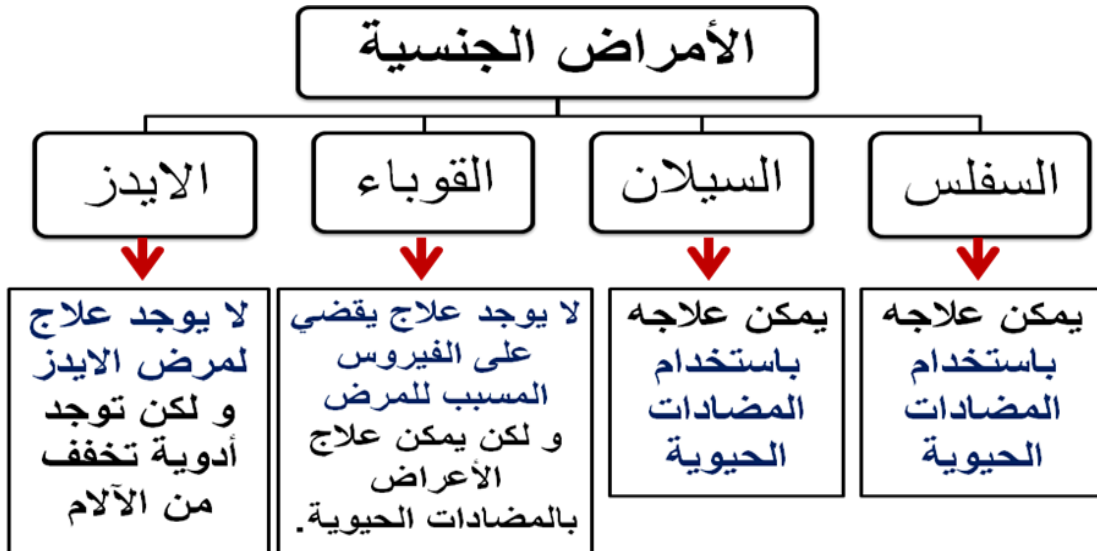 الأمراض الجنسية
السفلس
السيلان
القوباء
الايدز
يمكن علاجه
باستخدام
المضادات
الحيوية
يمكن علاجه
باستخدام
المضادات
الحيوية
لا يوجد علاج يقضي
على الفيروس
المسبب للمرض
و لكن يمكن علاج
الأعراض
بالمضادات الحيوية.
لا يوجد علاج
لمرض الايدز
و لكن توجد
أدوية تخفف
من الآلام